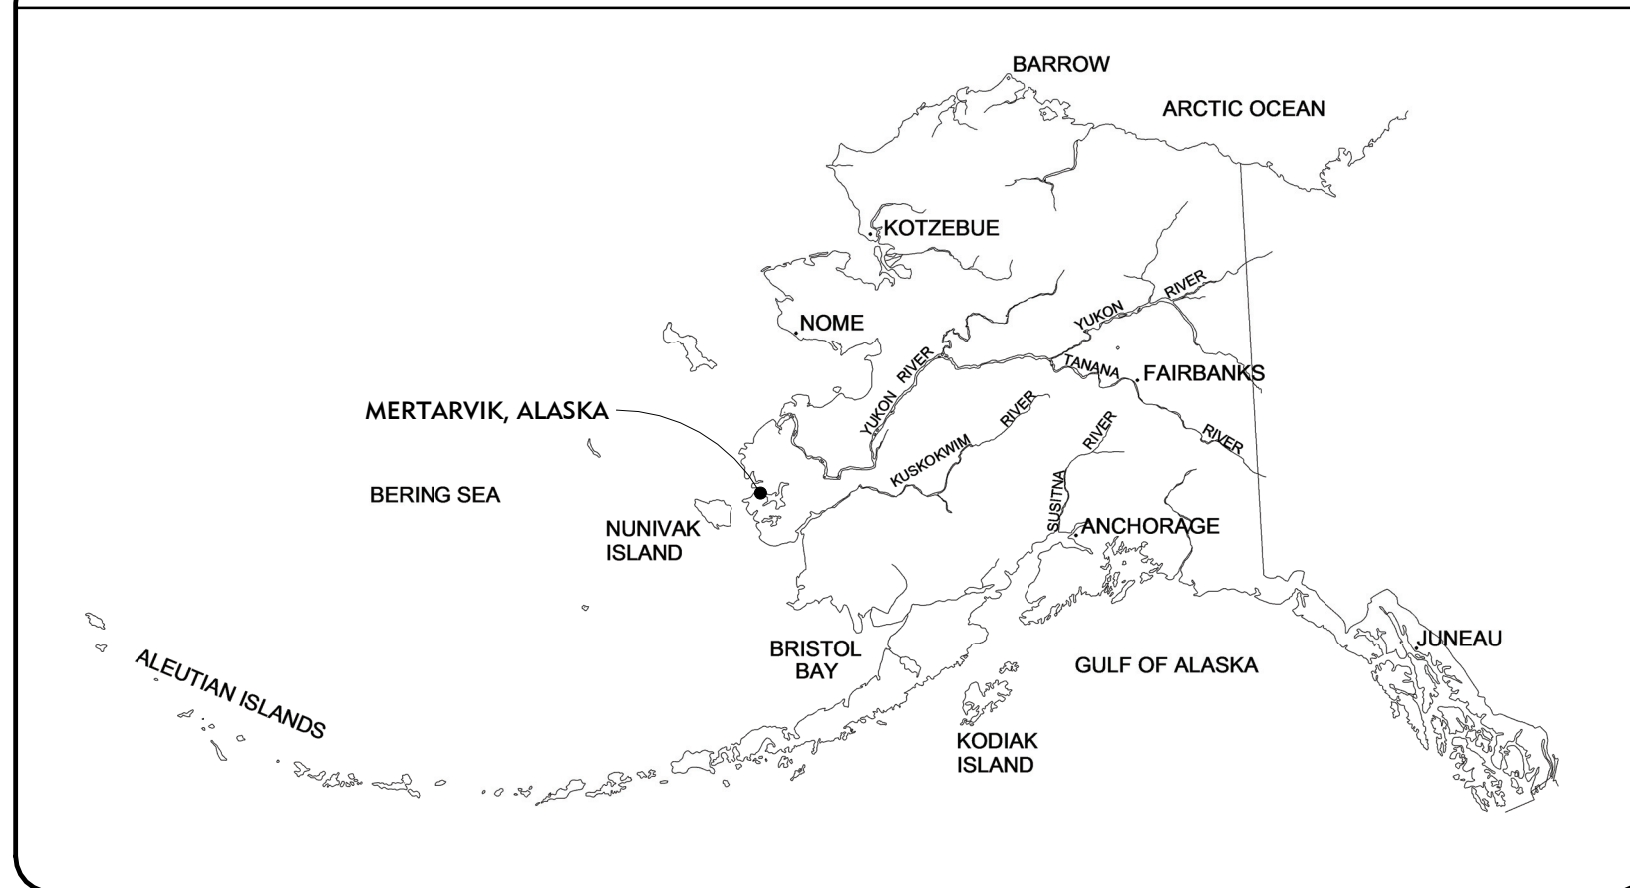 BARROW
ARCTIC OCEAN
KOTZEBUE
YUKON RIVER
NOME
YUKON RIVER
TANANA RIVER
FAIRBANKS
MERTARVIK, ALASKA
KUSKOKWIM RIVER
SUSITNA RIVER
BERING SEA
NUNIVAK
ISLAND
ANCHORAGE
BRISTOL
BAY
JUNEAU
GULF OF ALASKA
ALEUTIAN ISLANDS
KODIAK
ISLAND